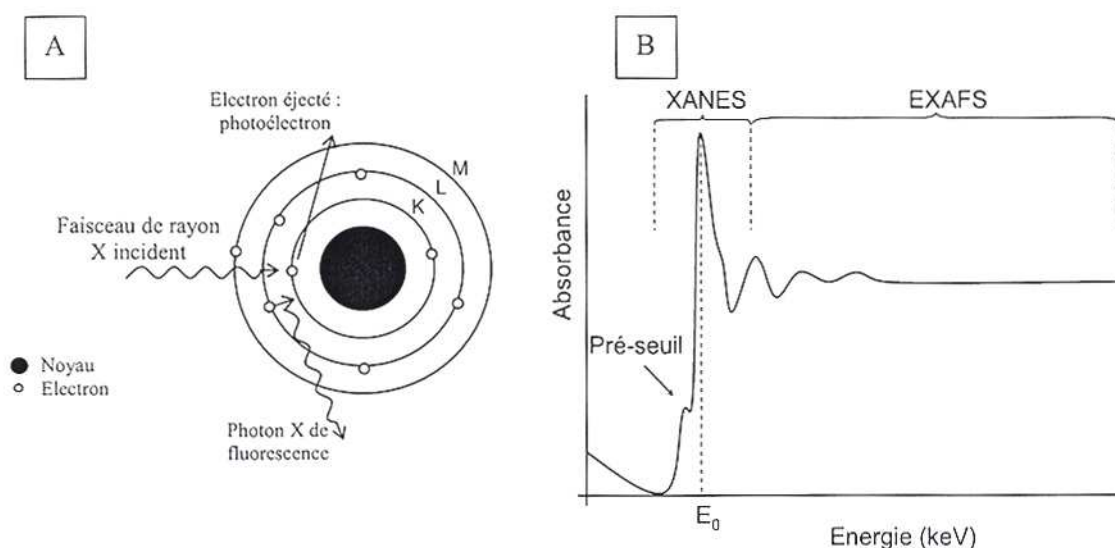 A
Electron éjecté :
photoélectron
M
L
K
Faisceau de rayon
X incident
Noyau
Electron
Photon X de
fluorescence
B
XANES
EXAFS
Absorbance
Pré-seuil
E₀
Energie (keV)